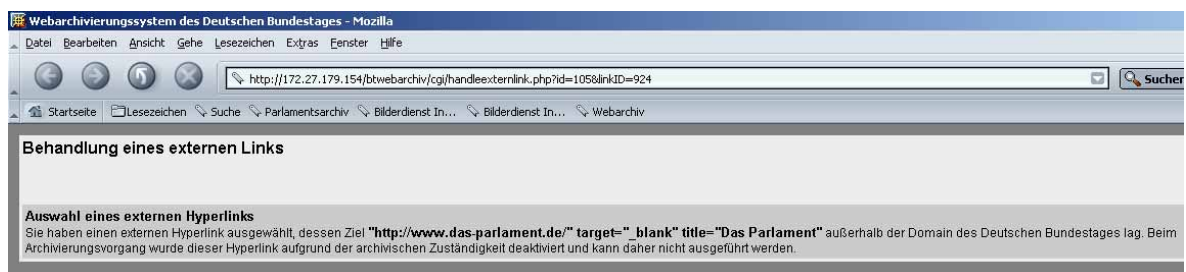 Webarchivierungssystem des Deutschen Bundestages - Mozilla
Datei Bearbeiten Ansicht Gehe Lesezeichen Extras Fenster Hilfe
http://172.27.179.154/btwebarchiv/cgi/handleexternlink.php?id=105&linkID=924 Suchen
Startseite Lesezeichen Suche Parlamentsarchiv Bilderdienst In... Bilderdienst In... Webarchiv
Behandlung eines externen Links
Auswahl eines externen Hyperlinks
Sie haben einen externen Hyperlink ausgewählt, dessen Ziel "http://www.das-parlament.de/" target="_blank" title="Das Parlament" außerhalb der Domain des Deutschen Bundestages lag. Beim
Archivierungsvorgang wurde dieser Hyperlink aufgrund der archivischen Zuständigkeit deaktiviert und kann daher nicht ausgeführt werden.